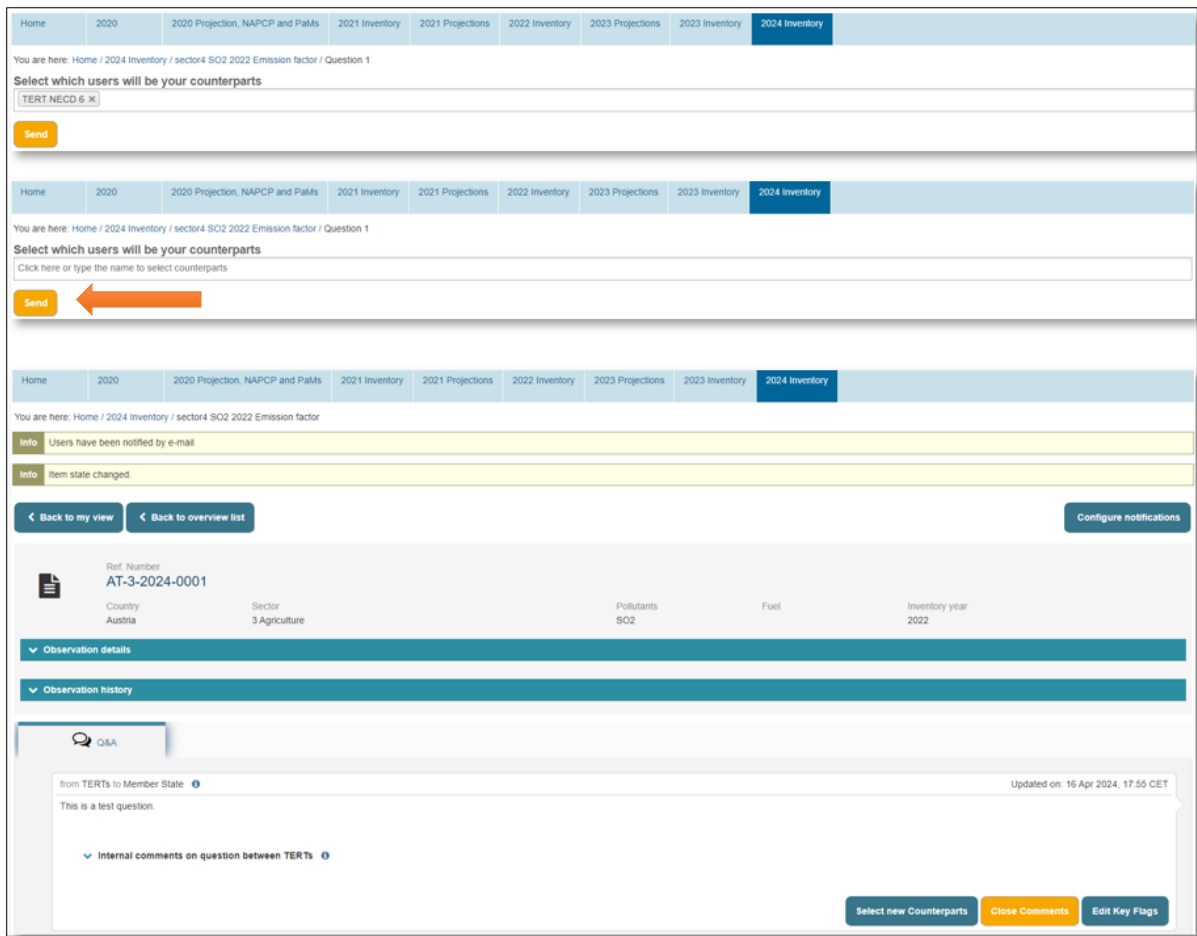 Home 2020 2020 Projection, NAPCP and PaMs 2021 Inventory 2021 Projections 2022 Inventory 2023 Projections 2023 Inventory 2024 Inventory
You are here: Home / 2024 Inventory / sector4 SO2 2022 Emission factor / Question 1
Select which users will be your counterparts
TERT NECD 6 ×
Send
Home 2020 2020 Projection, NAPCP and PaMs 2021 Inventory 2021 Projections 2022 Inventory 2023 Projections 2023 Inventory 2024 Inventory
You are here: Home / 2024 Inventory / sector4 SO2 2022 Emission factor / Question 1
Select which users will be your counterparts
Click here or type the name to select counterparts
Send
Home 2020 2020 Projection, NAPCP and PaMs 2021 Inventory 2021 Projections 2022 Inventory 2023 Projections 2023 Inventory 2024 Inventory
You are here: Home / 2024 Inventory / sector4 SO2 2022 Emission factor
Info Users have been notified by e-mail
Info Item state changed.
Back to my view Back to overview list Configure notifications
Ref. Number
AT-3-2024-0001
Country Sector Pollutants Fuel Inventory year
Austria 3 Agriculture SO2 2022
Observation details
Observation history
Q&A
from TERTs to Member State Updated on: 16 Apr 2024, 17:55 CET
This is a test question.
Internal comments on question between TERTs
Select new Counterparts Close Comments Edit Key Flags